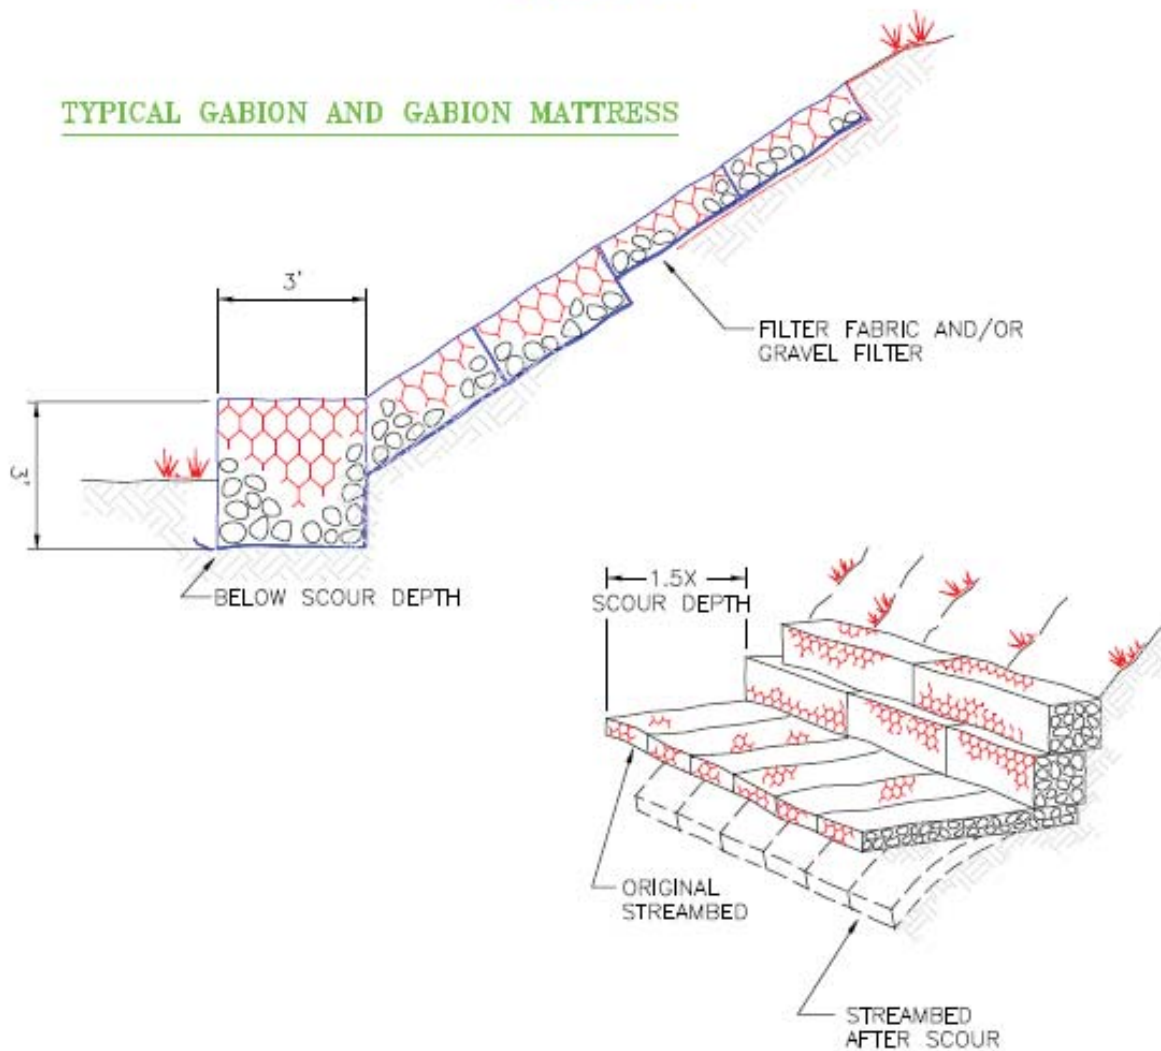 TYPICAL GABION AND GABION MATTRESS
3'
3'
FILTER FABRIC AND/OR
GRAVEL FILTER
BELOW SCOUR DEPTH
1.5X
SCOUR DEPTH
ORIGINAL
STREAMBED
STREAMBED
AFTER SCOUR